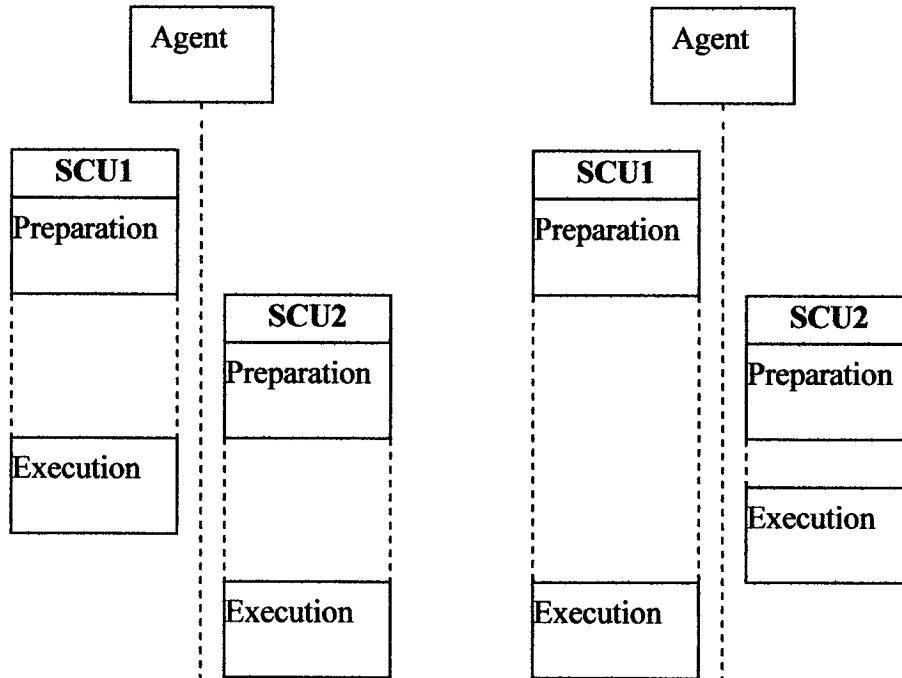 Agent
SCU1
Preparation
SCU2
Preparation
Execution
Execution
Agent
SCU1
Preparation
SCU2
Preparation
Execution
Execution